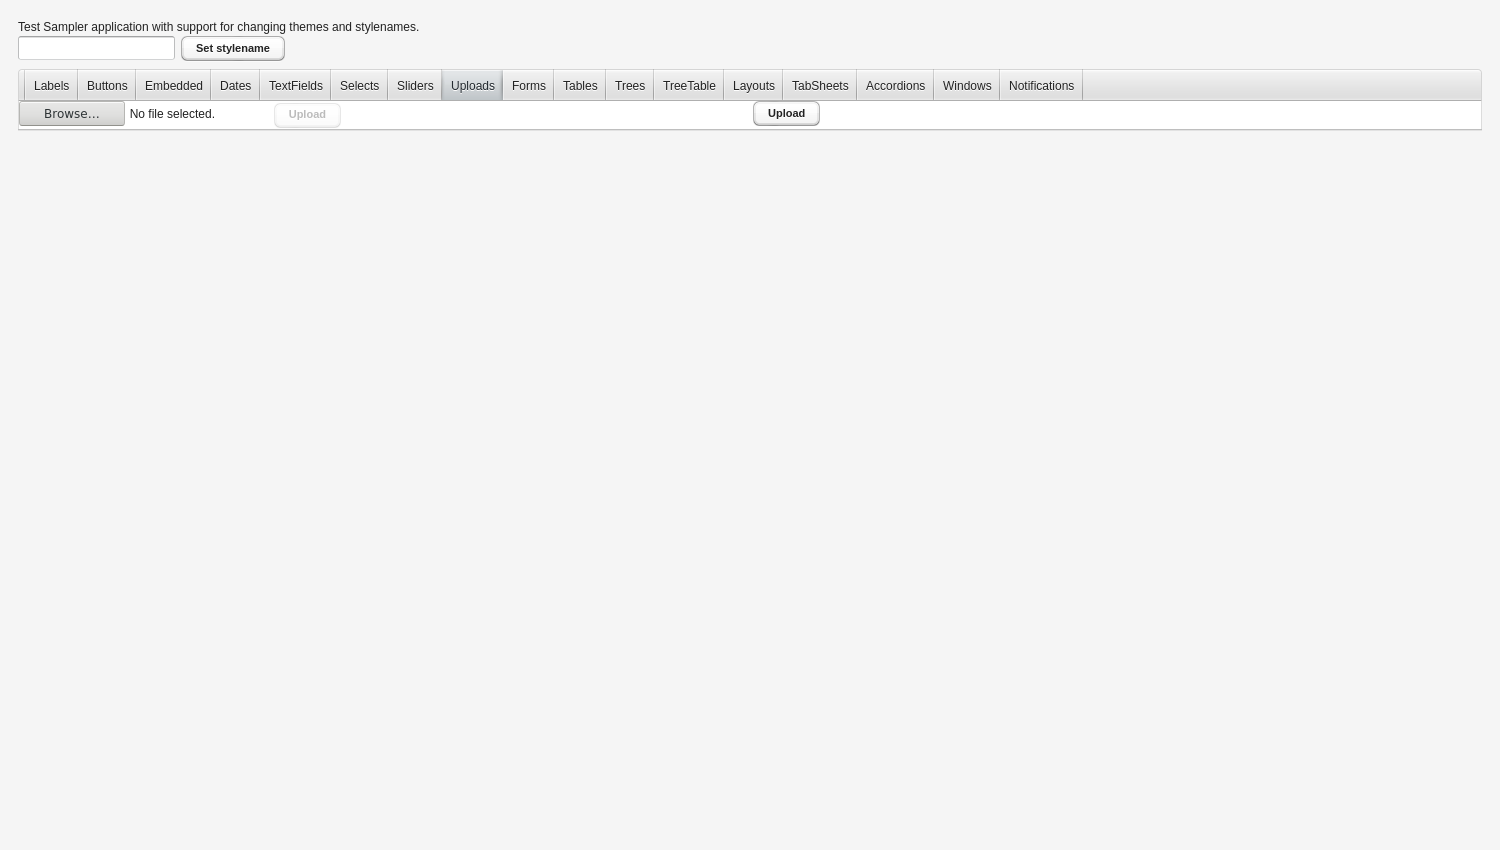 Test Sampler application with support for changing themes and stylenames.
Set stylename
Labels Buttons Embedded Dates TextFields Selects Sliders Uploads Forms Tables Trees TreeTable Layouts TabSheets Accordions Windows Notifications
Browse... No file selected. Upload Upload